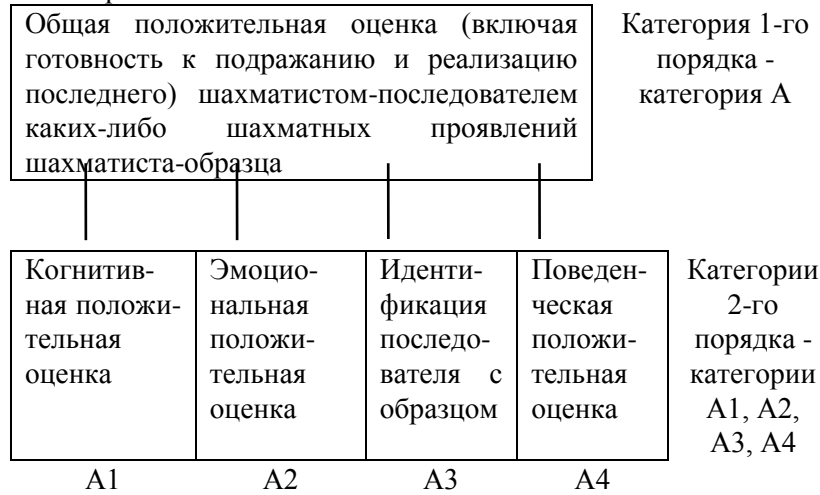 Общая положительная оценка (включая
готовность к подражанию и реализацию
последнего) шахматистом-последователем
каких-либо шахматных проявлений
шахматиста-образца
Категория 1-го
порядка -
категория А
Когнитив-
ная положи-
тельная
оценка
Эмоцио-
нальная
положи-
тельная
оценка
Иденти-
фикация
последо-
вателя с
образцом
Поведен-
ческая
положи-
тельная
оценка
Категории
2-го
порядка -
категории
А1, А2,
А3, А4
А1 А2 А3 А4